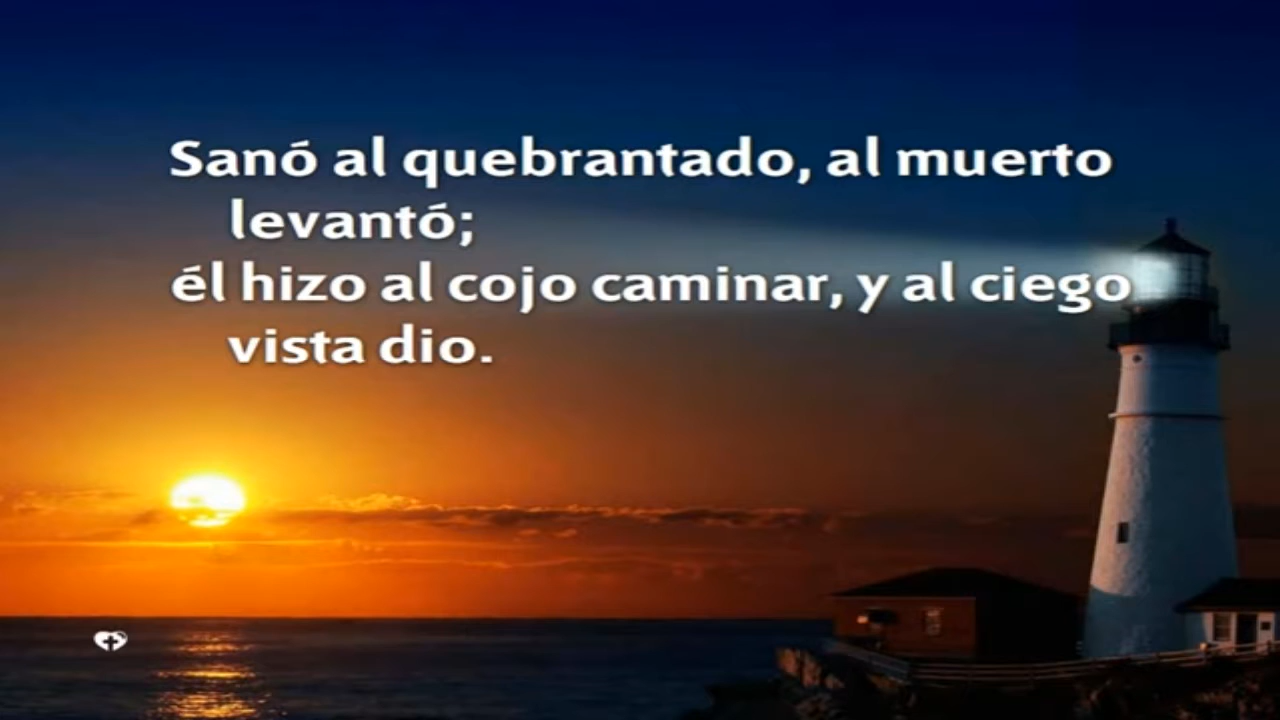 Sanó al quebrantado, al muerto
levantó;
él hizo al cojo caminar, y al ciego
vista dio.